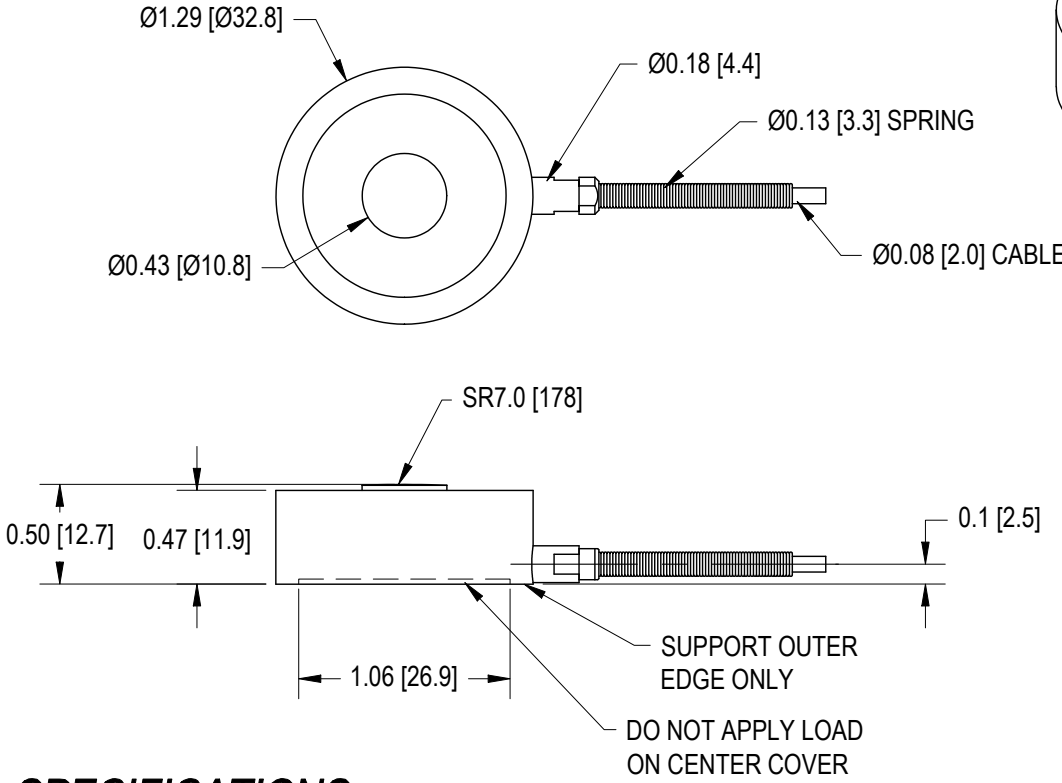 Ø1.29 [Ø32.8]
Ø0.18 [4.4]
Ø0.13 [3.3] SPRING
Ø0.43 [Ø10.8]
Ø0.08 [2.0] CABLE
SR7.0 [178]
0.50 [12.7]
0.47 [11.9]
0.1 [2.5]
1.06 [26.9]
SUPPORT OUTER
EDGE ONLY
DO NOT APPLY LOAD
ON CENTER COVER
SPECIFICATIONS